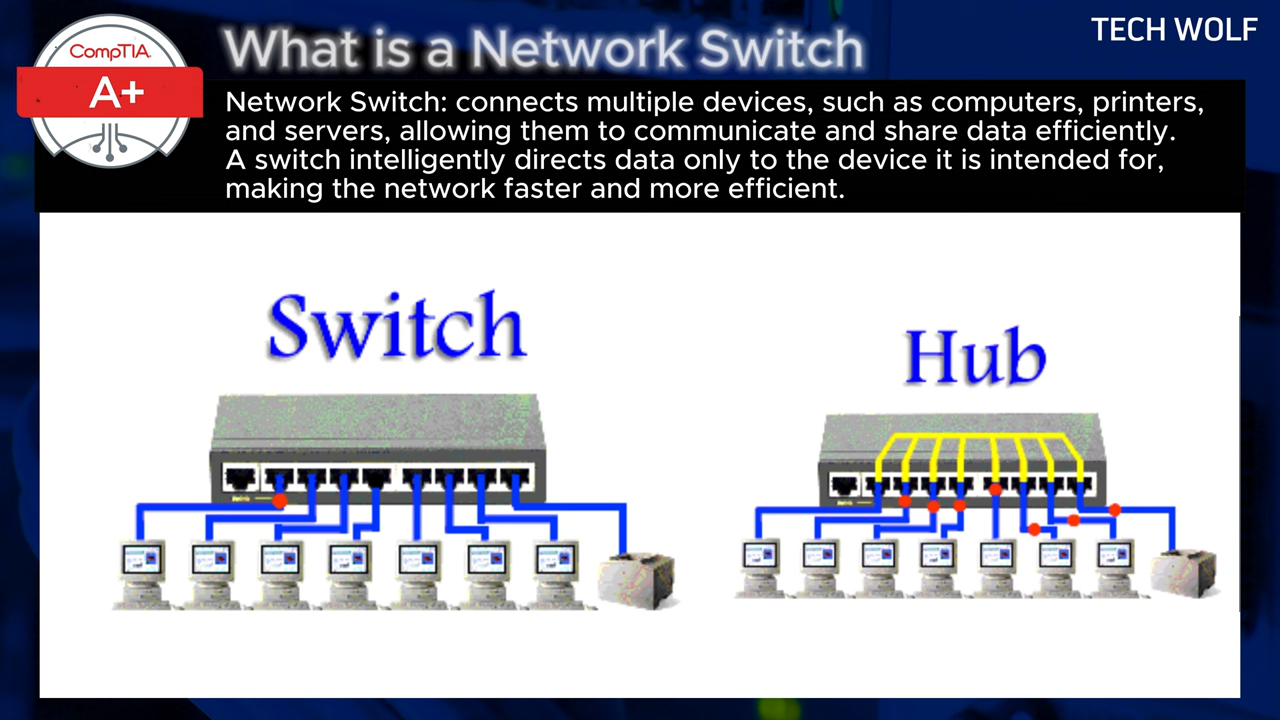 CompTIA.
A+
What is a Network Switch
TECH WOLF
Network Switch: connects multiple devices, such as computers, printers,
and servers, allowing them to communicate and share data efficiently.
A switch intelligently directs data only to the device it is intended for,
making the network faster and more efficient.
Switch
Hub